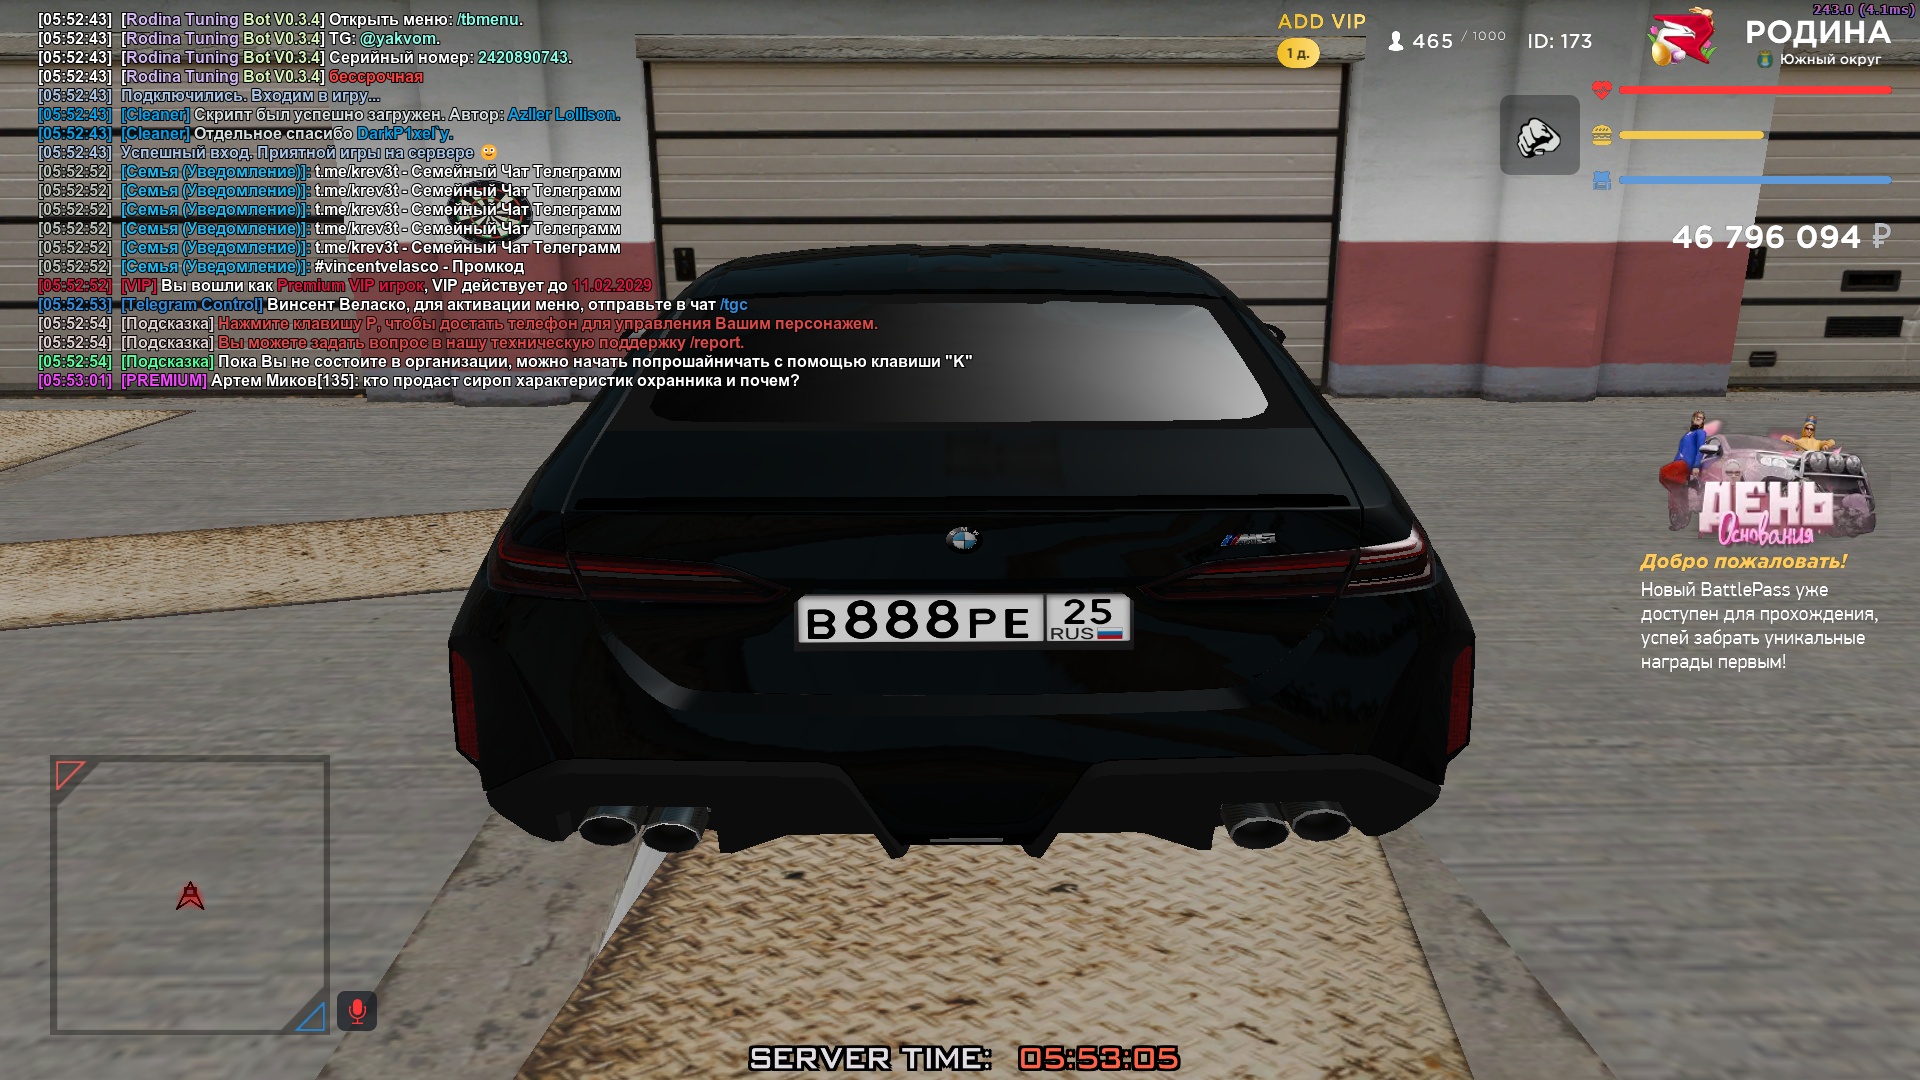 [05:52:43] [Rodina Tuning Bot V0.3.4] Открыть меню: /tbmenu.
[05:52:43] [Rodina Tuning Bot V0.3.4] TG: @yakvom.
[05:52:43] [Rodina Tuning Bot V0.3.4] Серийный номер: 2420890743.
[05:52:43] [Rodina Tuning Bot V0.3.4] бессрочная
[05:52:43] Подключились. Входим в игру...
[05:52:43] [Cleaner] Скрипт был успешно загружен. Автор: Azller Lollison.
[05:52:43] [Cleaner] Отдельное спасибо DarkP1xel'y.
[05:52:43] Успешный вход. Приятной игры на сервере
[05:52:52] [Семья (Уведомление)]: t.me/krev3t - Семейный Чат Телеграмм
[05:52:52] [Семья (Уведомление)]: t.me/krev3t - Семейный Чат Телеграмм
[05:52:52] [Семья (Уведомление)]: t.me/krev3t - Семейный Чат Телеграмм
[05:52:52] [Семья (Уведомление)]: t.me/krev3t - Семейный Чат Телеграмм
[05:52:52] [Семья (Уведомление)]: t.me/krev3t - Семейный Чат Телеграмм
[05:52:52] [Семья (Уведомление)]: #vincentvelasco - Промкод
[05:52:52] [VIP] Вы вошли как Premium VIP игрок, VIP действует до 11.02.2029
[05:52:53] [Telegram Control] Винсент Веласко, для активации меню, отправьте в чат /tgc
[05:52:54] [Подсказка] Нажмите клавишу P, чтобы достать телефон для управления Вашим персонажем.
[05:52:54] [Подсказка] Вы можете задать вопрос в нашу техническую поддержку /report.
[05:52:54] [Подсказка] Пока Вы не состоите в организации, можно начать попрошайничать с помощью клавиши "K"
[05:53:01] [PREMIUM] Артем Миков[135]: кто продаст сироп характеристик охранника и почем?
243.0 (4.1ms)
ADD VIP
1 д.
465 / 1000 ID: 173
РОДИНА
Южный округ
46 796 094 ₽
ДЕНЬ
Основания
Добро пожаловать!
Новый BattlePass уже
доступен для прохождения,
успей забрать уникальные
награды первым!
M5
В888РЕ 25
RUS
SERVER TIME: 05:53:05